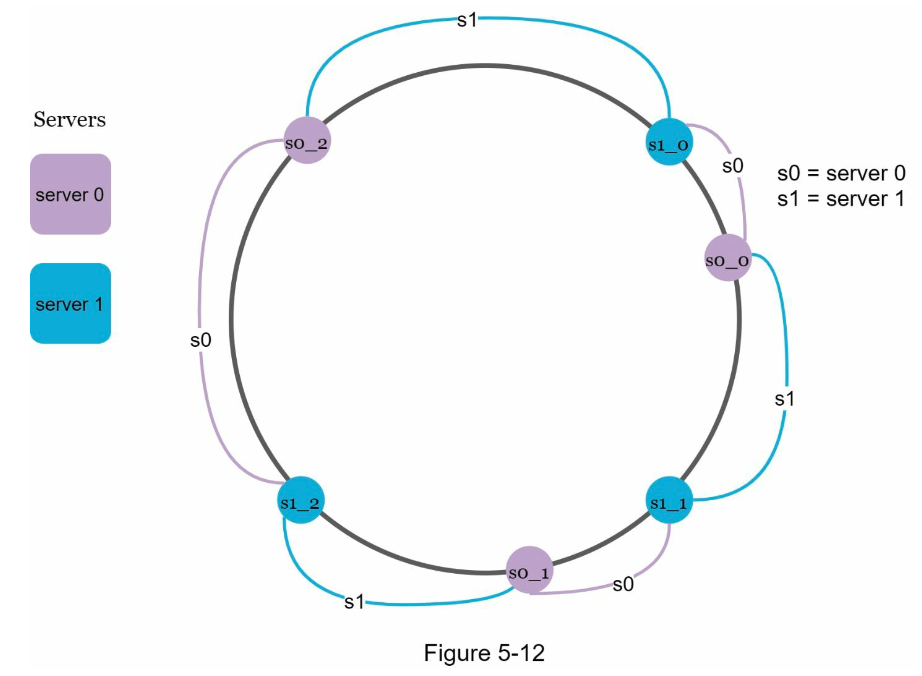 s1
Servers
s0_2
s1_0
s0
s0 = server 0
s1 = server 1
server 0
s0_0
server 1
s0
s1
s1_2
s1_1
s0_1
s0
s1
Figure 5-12